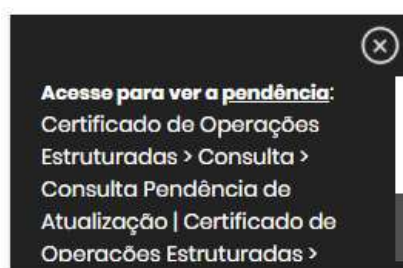 Acesse para ver a pendência:
Certificado de Operações
Estruturadas > Consulta >
Consulta Pendência de
Atualização | Certificado de
Operações Estruturadas >